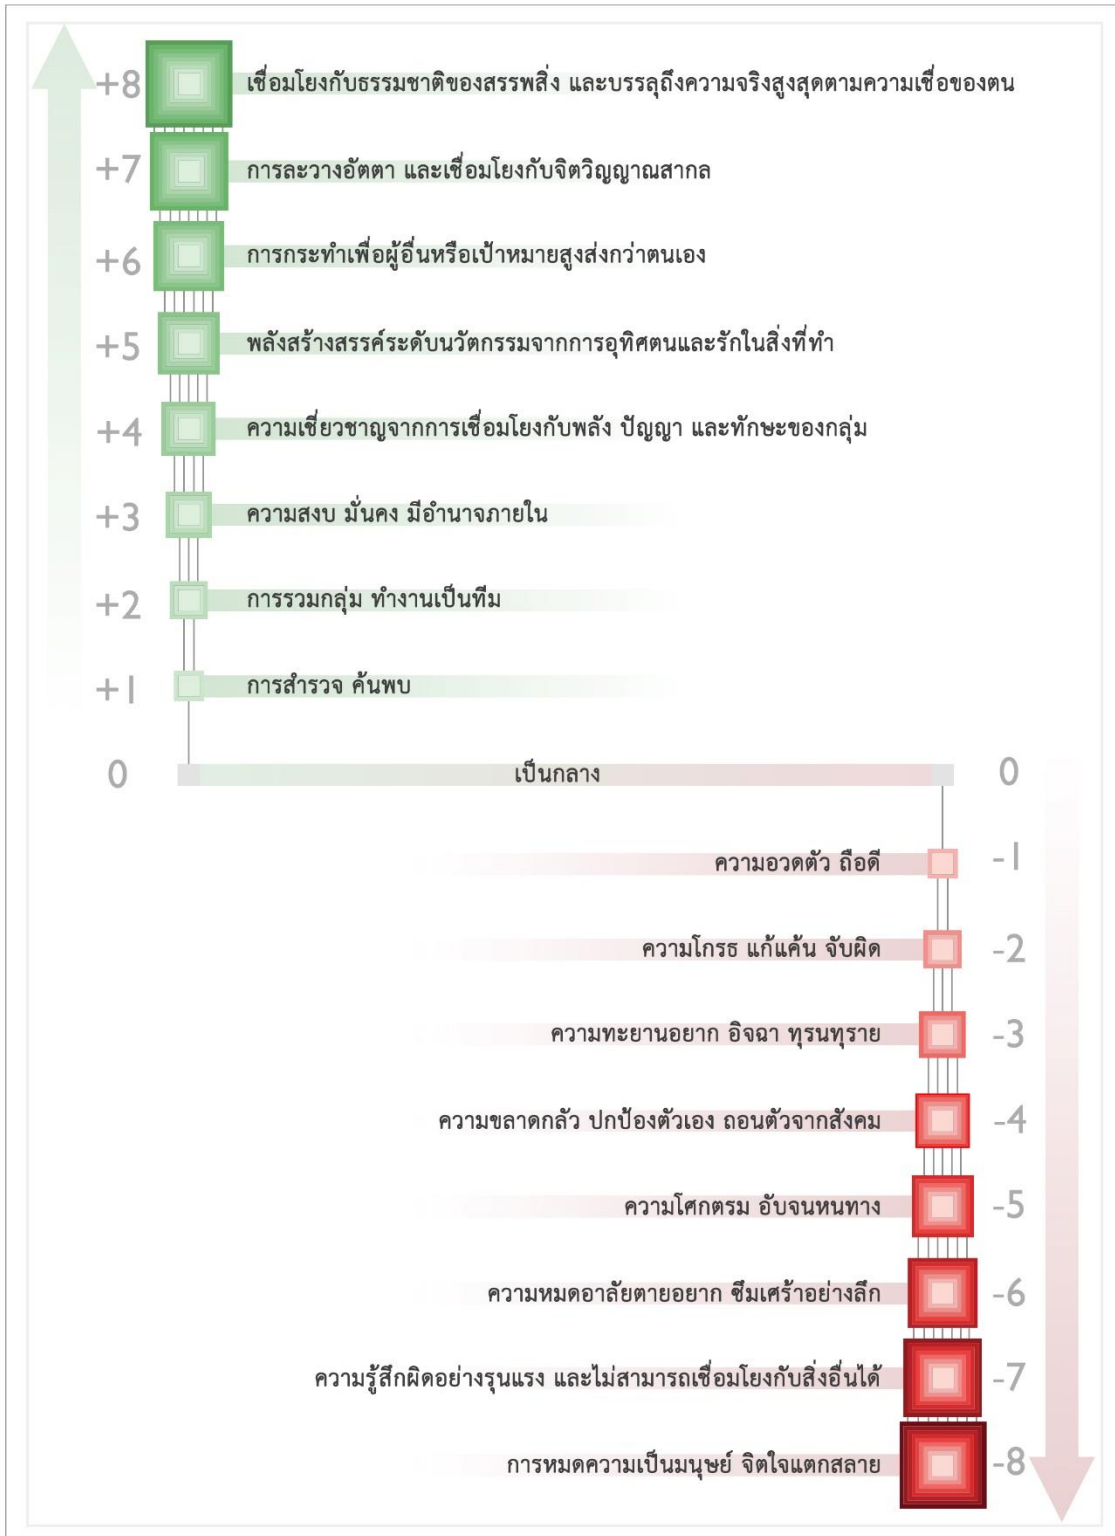 +8 เชื่อมโยงกับธรรมชาติของสรรพสิ่ง และบรรลุถึงความจริงสูงสุดตามความเชื่อของตน
+7 การละวางอัตตา และเชื่อมโยงกับจิตวิญญาณสากล
+6 การกระทำเพื่อผู้อื่นหรือเป้าหมายสูงส่งกว่าตนเอง
+5 พลังสร้างสรรค์ระดับนวัตกรรมจากการอุทิศตนและรักในสิ่งที่ทำ
+4 ความเชี่ยวชาญจากการเชื่อมโยงกับพลัง ปัญญา และทักษะของกลุ่ม
+3 ความสงบ มั่นคง มีอำนาจภายใน
+2 การรวมกลุ่ม ทำงานเป็นทีม
+1 การสำรวจ ค้นพบ
0 เป็นกลาง 0
ความอวดตัว ถือดี -1
ความโกรธ แก้แค้น จับผิด -2
ความทะยานอยาก อิจฉา ทุรนทุราย -3
ความขลาดกลัว ปกป้องตัวเอง ถอนตัวจากสังคม -4
ความโศกตรม อับจนหนทาง -5
ความหมดอาลัยตายอยาก ซึมเศร้าอย่างลึก -6
ความรู้สึกผิดอย่างรุนแรง และไม่สามารถเชื่อมโยงกับสิ่งอื่นได้ -7
การหมดความเป็นมนุษย์ จิตใจแตกสลาย -8